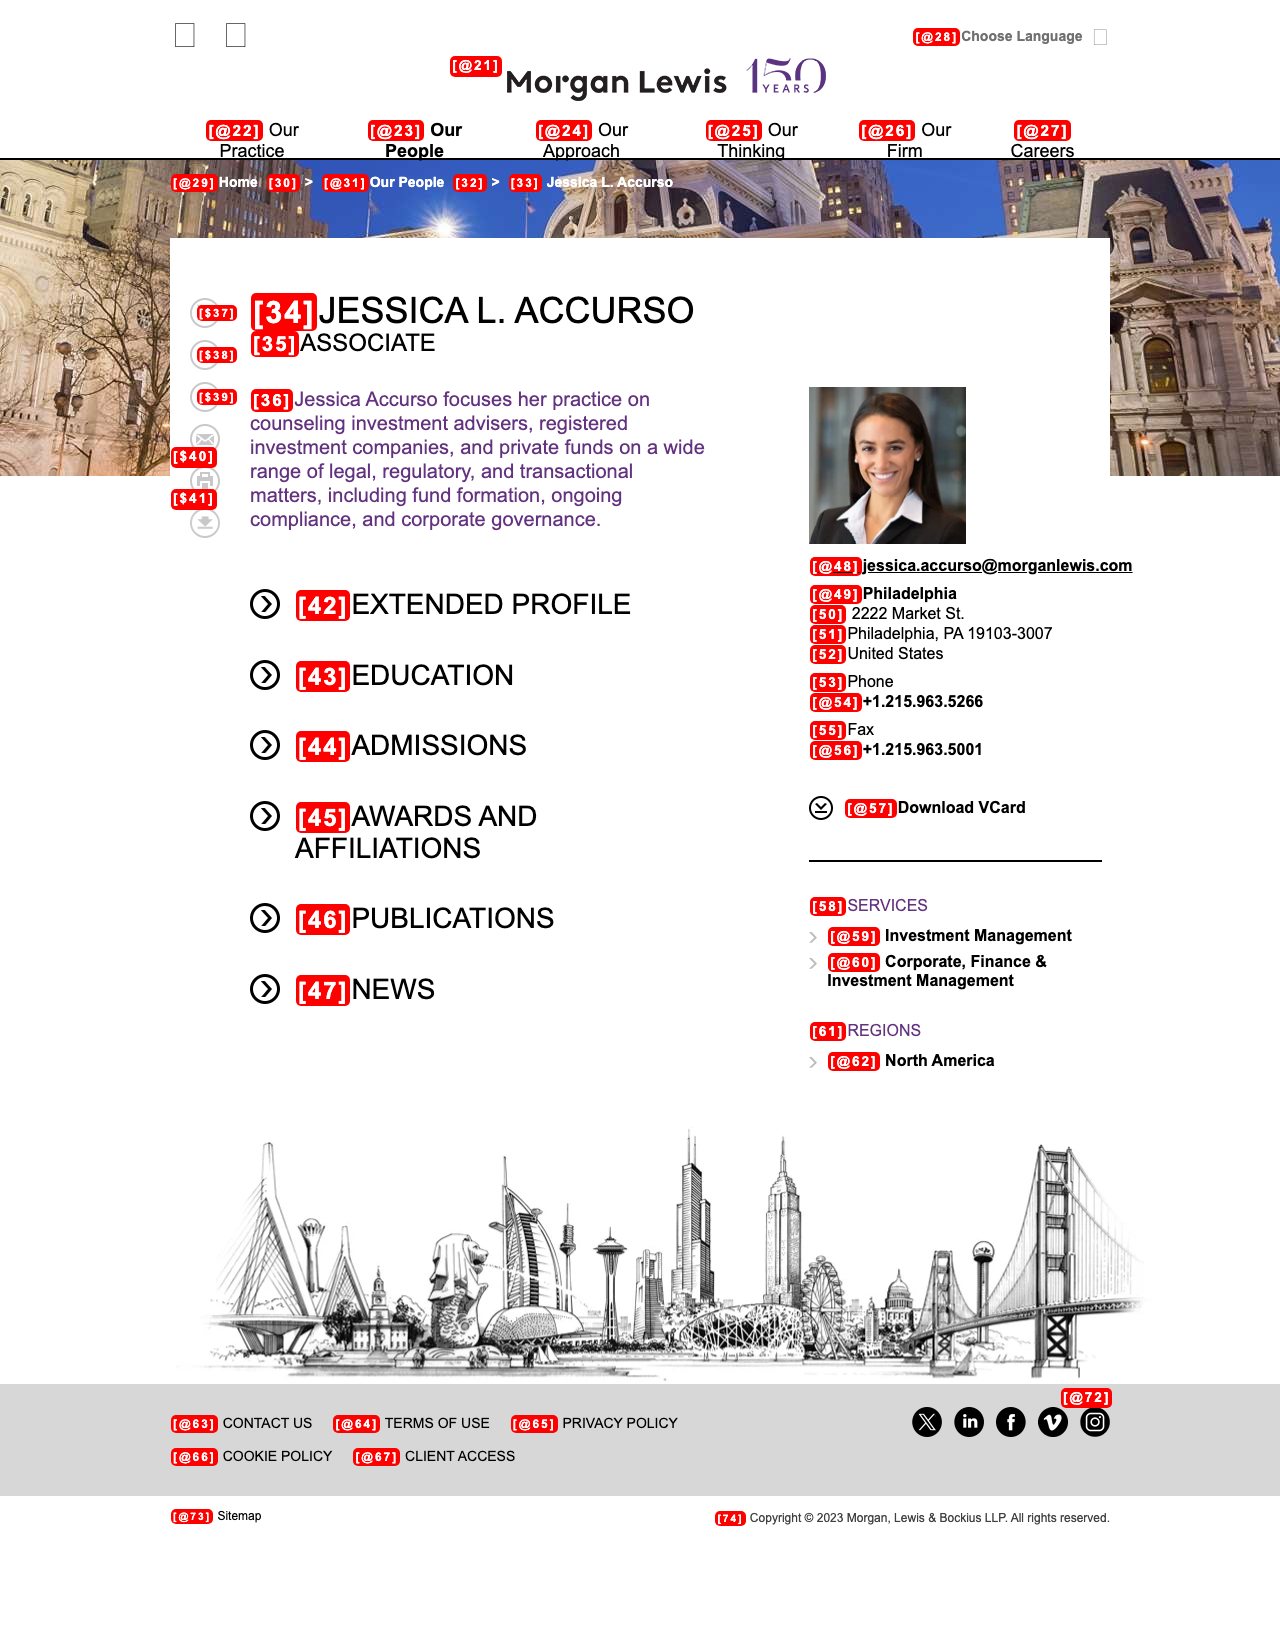 [@28] Choose Language
[@21] Morgan Lewis 150 YEARS
[@22] Our Practice
[@23] Our People
[@24] Our Approach
[@25] Our Thinking
[@26] Our Firm
[@27] Careers
[@29] Home [30] > [@31] Our People [32] > [33] Jessica L. Accurso
[$37]
[$38]
[$39]
[$40]
[$41]
[34] JESSICA L. ACCURSO
[35] ASSOCIATE
[36] Jessica Accurso focuses her practice on
counseling investment advisers, registered
investment companies, and private funds on a wide
range of legal, regulatory, and transactional
matters, including fund formation, ongoing
compliance, and corporate governance.
[42] EXTENDED PROFILE
[43] EDUCATION
[44] ADMISSIONS
[45] AWARDS AND
AFFILIATIONS
[46] PUBLICATIONS
[47] NEWS
[@48] jessica.accurso@morganlewis.com
[@49] Philadelphia
[50] 2222 Market St.
[51] Philadelphia, PA 19103-3007
[52] United States
[53] Phone
[@54] +1.215.963.5266
[55] Fax
[@56] +1.215.963.5001
[@57] Download VCard
[58] SERVICES
[@59] Investment Management
[@60] Corporate, Finance &
Investment Management
[61] REGIONS
[@62] North America
[@63] CONTACT US [@64] TERMS OF USE [@65] PRIVACY POLICY
[@66] COOKIE POLICY [@67] CLIENT ACCESS
[@72]
[@73] Sitemap
[74] Copyright © 2023 Morgan, Lewis & Bockius LLP. All rights reserved.